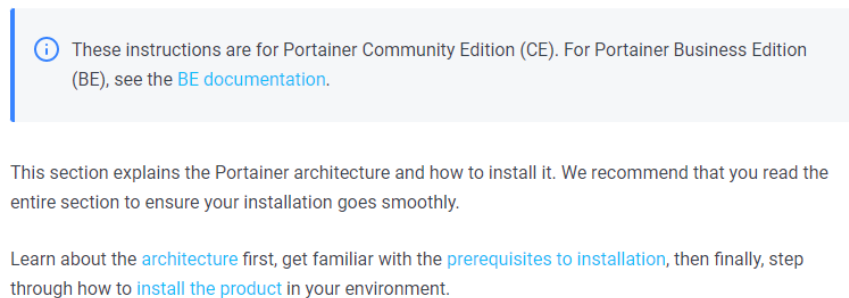 These instructions are for Portainer Community Edition (CE). For Portainer Business Edition
(BE), see the BE documentation.
This section explains the Portainer architecture and how to install it. We recommend that you read the
entire section to ensure your installation goes smoothly.
Learn about the architecture first, get familiar with the prerequisites to installation, then finally, step
through how to install the product in your environment.